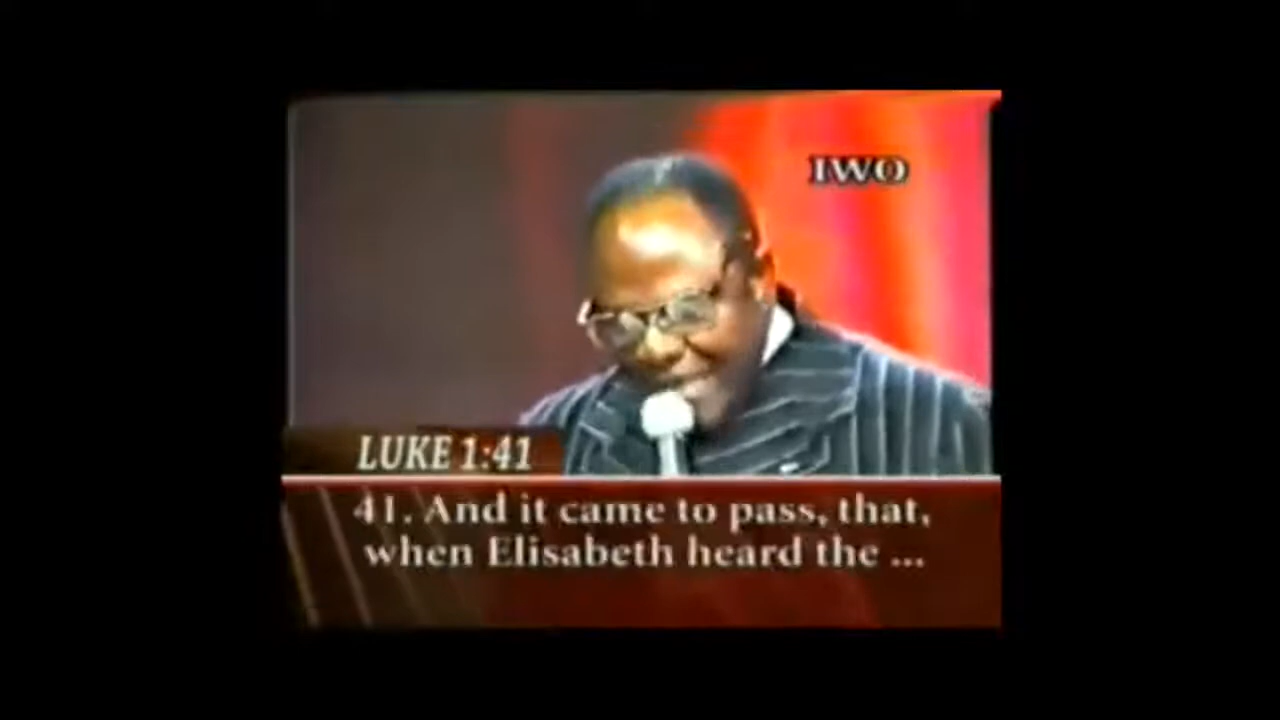 IWO
LUKE 1:41
41. And it came to pass, that,
when Elisabeth heard the ...